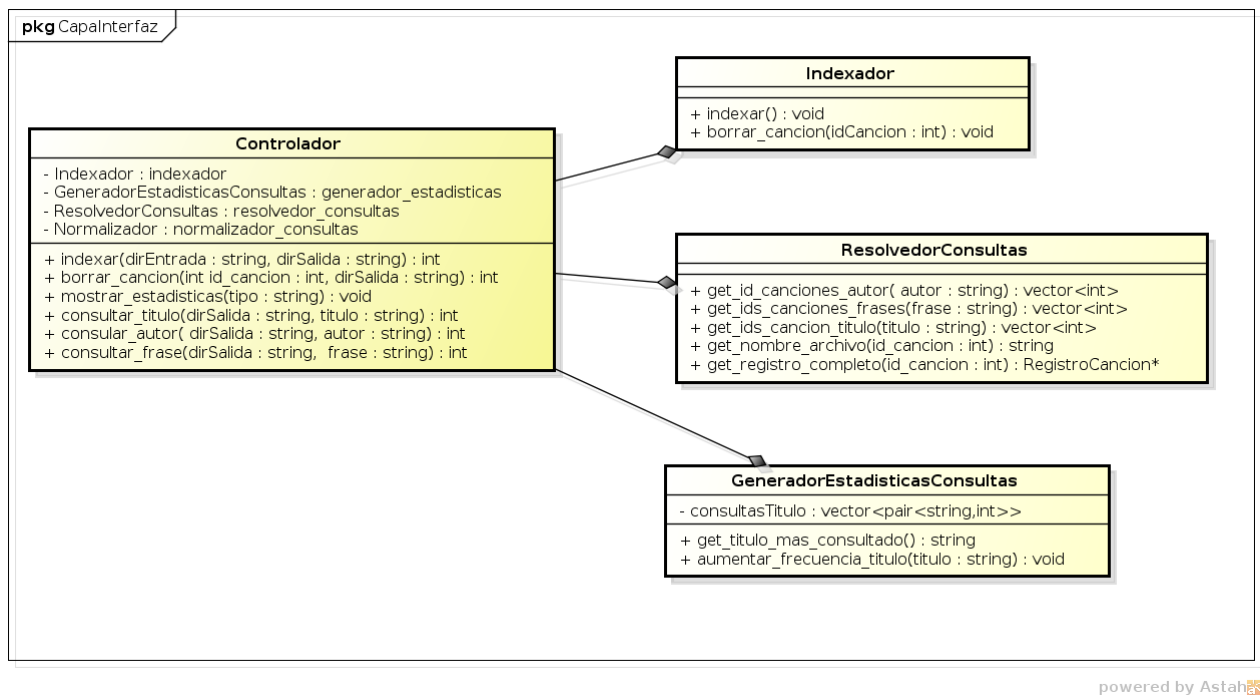 pkg CapaInterfaz
Indexador
+ indexar() : void
+ borrar_cancion(idCancion : int) : void
Controlador
- Indexador : indexador
- GeneradorEstadisticasConsultas : generador_estadisticas
- ResolvedorConsultas : resolvedor_consultas
- Normalizador : normalizador_consultas
+ indexar(dirEntrada : string, dirSalida : string) : int
+ borrar_cancion(int id_cancion : int, dirSalida : string) : int
+ mostrar_estadisticas(tipo : string) : void
+ consultar_titulo(dirSalida : string, titulo : string) : int
+ consular_autor( dirSalida : string, autor : string) : int
+ consultar_frase(dirSalida : string,  frase : string) : int
ResolvedorConsultas
+ get_id_canciones_autor( autor : string) : vector<int>
+ get_ids_canciones_frases(frase : string) : vector<int>
+ get_ids_cancion_titulo(titulo : string) : vector<int>
+ get_nombre_archivo(id_cancion : int) : string
+ get_registro_completo(id_cancion : int) : RegistroCancion*
GeneradorEstadisticasConsultas
- consultasTitulo : vector<pair<string,int>>
+ get_titulo_mas_consultado() : string
+ aumentar_frecuencia_titulo(titulo : string) : void
powered by Astah